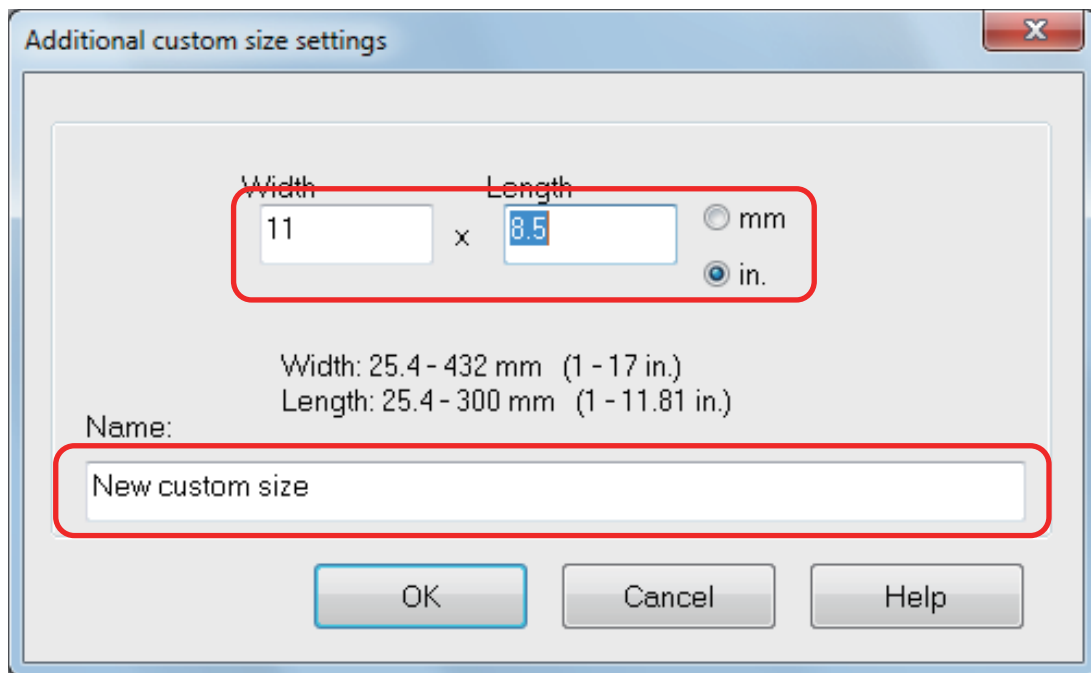 Additional custom size settings
Width Length
11 x 8.5 mm
in.
Width: 25.4 - 432 mm (1 - 17 in.)
Length: 25.4 - 300 mm (1 - 11.81 in.)
Name:
New custom size
OK Cancel Help